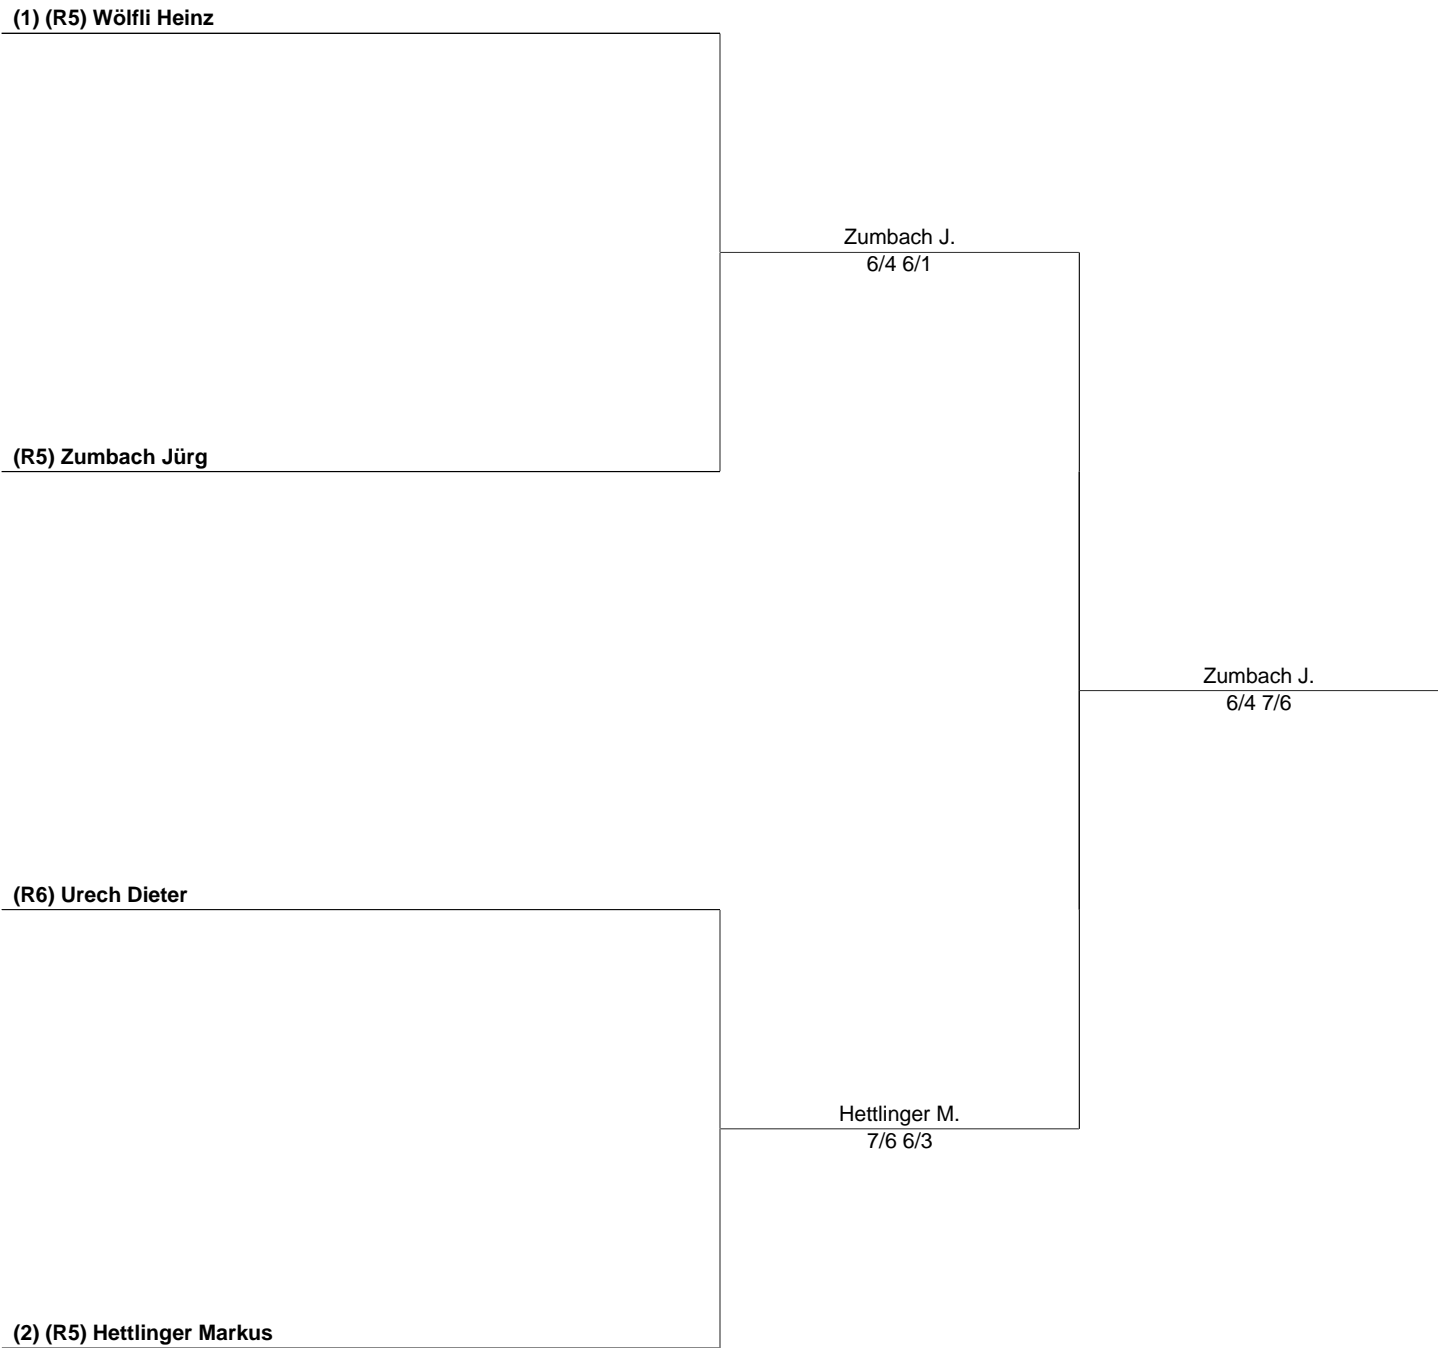 (1) (R5) Wölfli Heinz
Zumbach J.
6/4 6/1
(R5) Zumbach Jürg
Zumbach J.
6/4 7/6
(R6) Urech Dieter
Hettlinger M.
7/6 6/3
(2) (R5) Hettlinger Markus